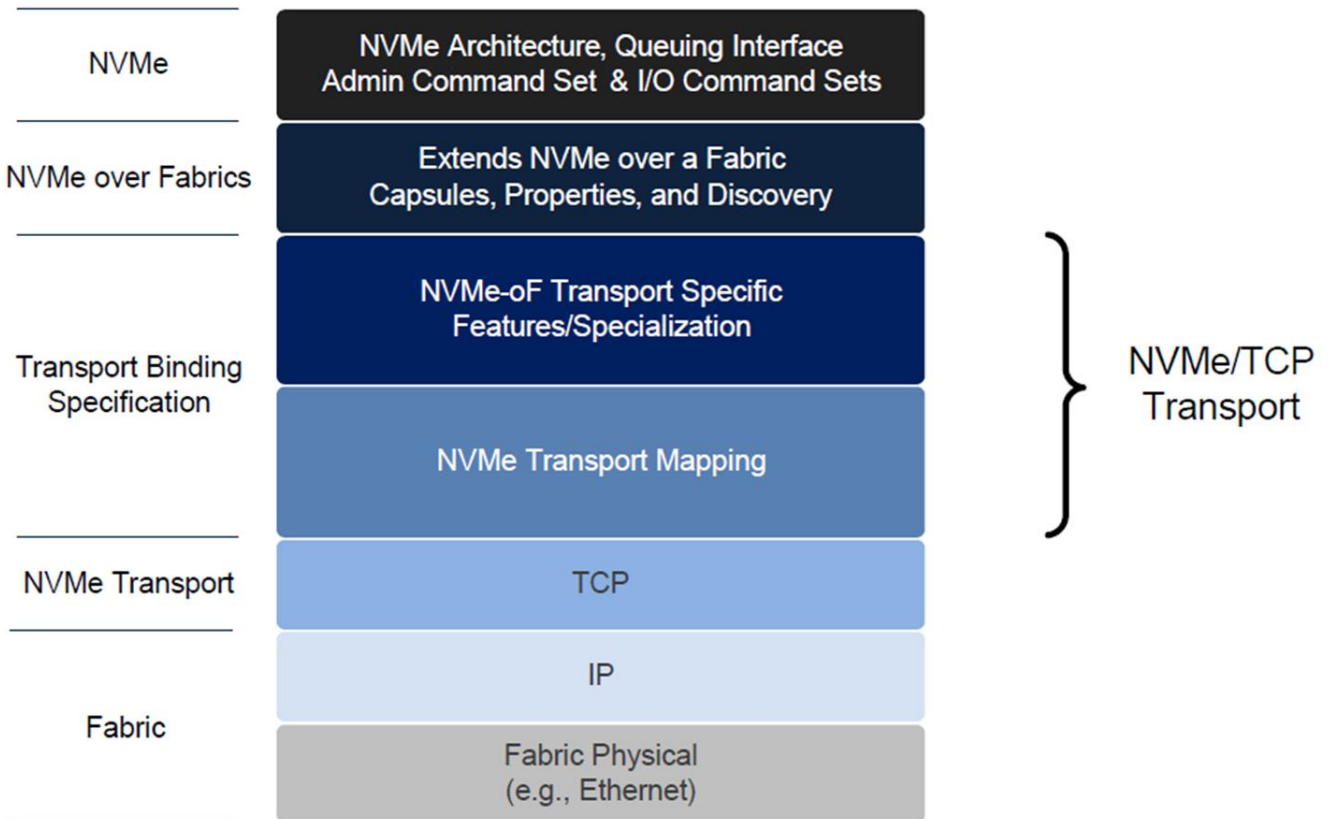 NVMe
NVMe Architecture, Queuing Interface
Admin Command Set & I/O Command Sets
NVMe over Fabrics
Extends NVMe over a Fabric
Capsules, Properties, and Discovery
Transport Binding
Specification
NVMe-oF Transport Specific
Features/Specialization
NVMe Transport Mapping
NVMe/TCP
Transport
NVMe Transport
TCP
Fabric
IP
Fabric Physical
(e.g., Ethernet)